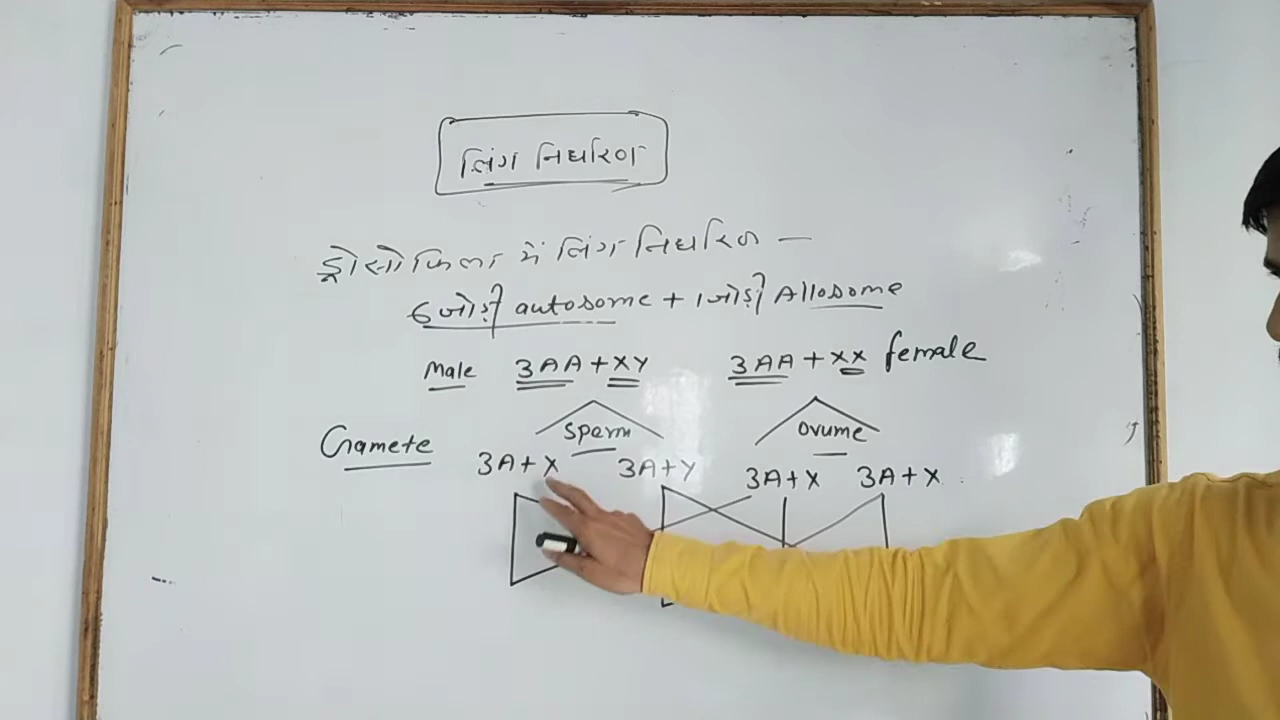 लिंग निर्धारण
ड्रोसोफिला में लिंग निर्धारण —
6 जोड़ी autosome + 1 जोड़ी Allosome
Male 3AA + XY 3AA + XX female
Gamete sperm ovume
3A+X 3A+Y 3A+X 3A+X